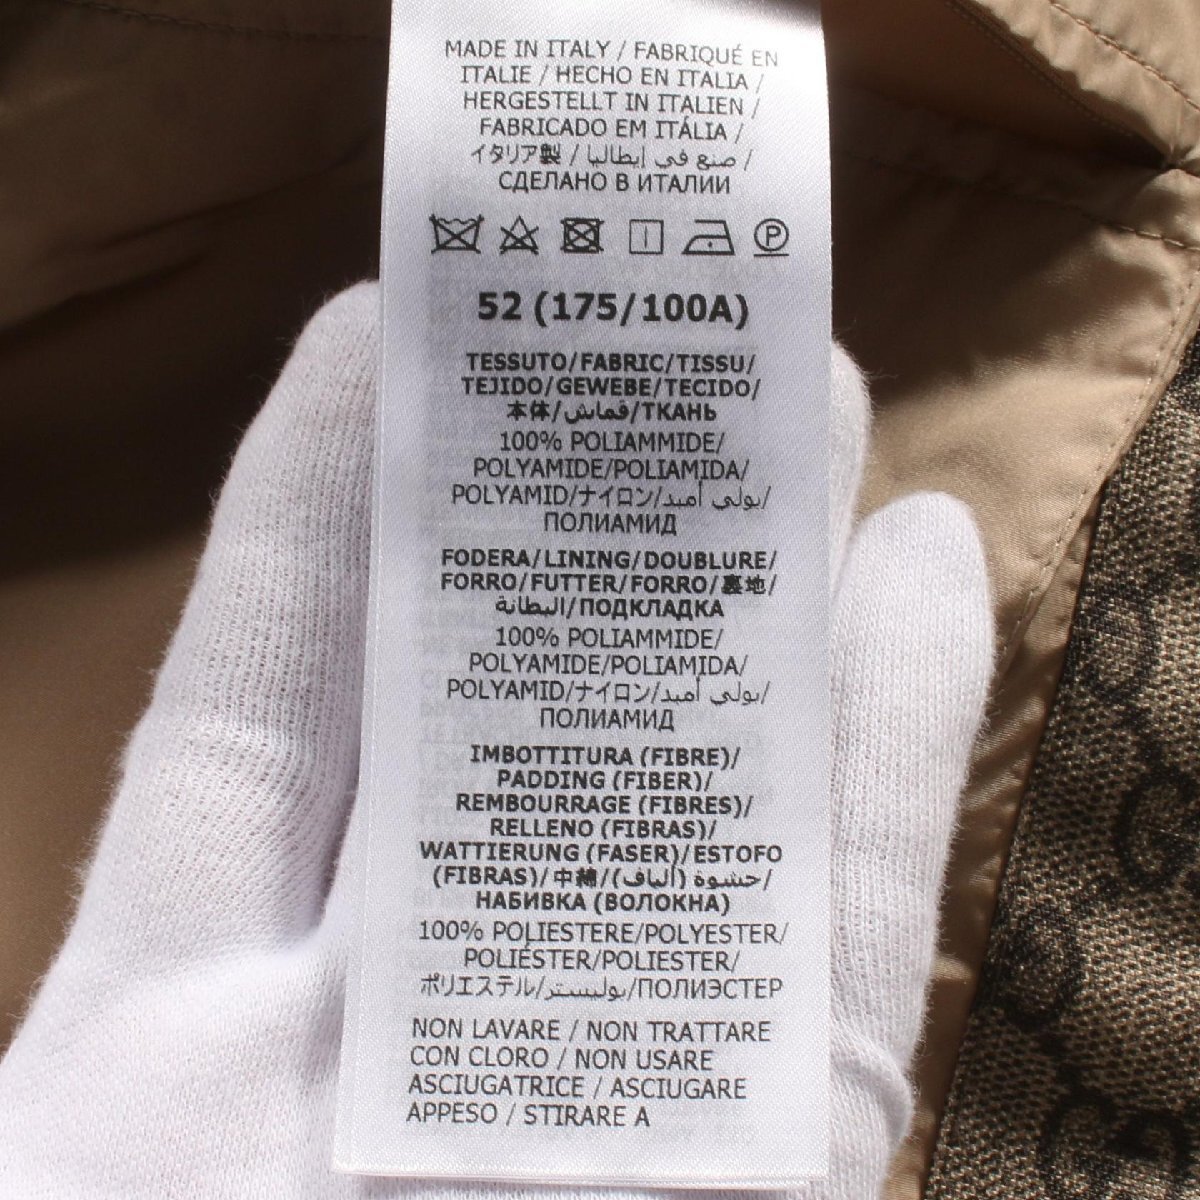 MADE IN ITALY / FABRIQUÉ EN
ITALIE / HECHO EN ITALIA /
HERGESTELLT IN ITALIEN /
FABRICADO EM ITÁLIA /
イタリア製 / صنع في إيطاليا /
СДЕЛАНО В ИТАЛИИ
P
52 (175/100A)
TESSUTO/FABRIC/TISSU/
TEJIDO/GEWEBE/TECIDO/
本体/قماش/ТКАНЬ
100% POLIAMMIDE/
POLYAMIDE/POLIAMIDA/
POLYAMID/ナイロン/بولي أميد/
ПОЛИАМИД
FODERA/LINING/DOUBLURE/
FORRO/FUTTER/FORRO/裏地/
البطانة/ПОДКЛАДКА
100% POLIAMMIDE/
POLYAMIDE/POLIAMIDA/
POLYAMID/ナイロン/بولي أميد/
ПОЛИАМИД
IMBOTTITURA (FIBRE)/
PADDING (FIBER)/
REMBOURRAGE (FIBRES)/
RELLENO (FIBRAS)/
WATTIERUNG (FASER)/ESTOFO
(FIBRAS)/中綿/حشوة (ألياف)/
НАБИВКА (ВОЛОКНА)
100% POLIESTERE/POLYESTER/
POLIÉSTER/POLIESTER/
ポリエステル/بوليستر/ПОЛИЭСТЕР
NON LAVARE / NON TRATTARE
CON CLORO / NON USARE
ASCIUGATRICE / ASCIUGARE
APPESO / STIRARE A